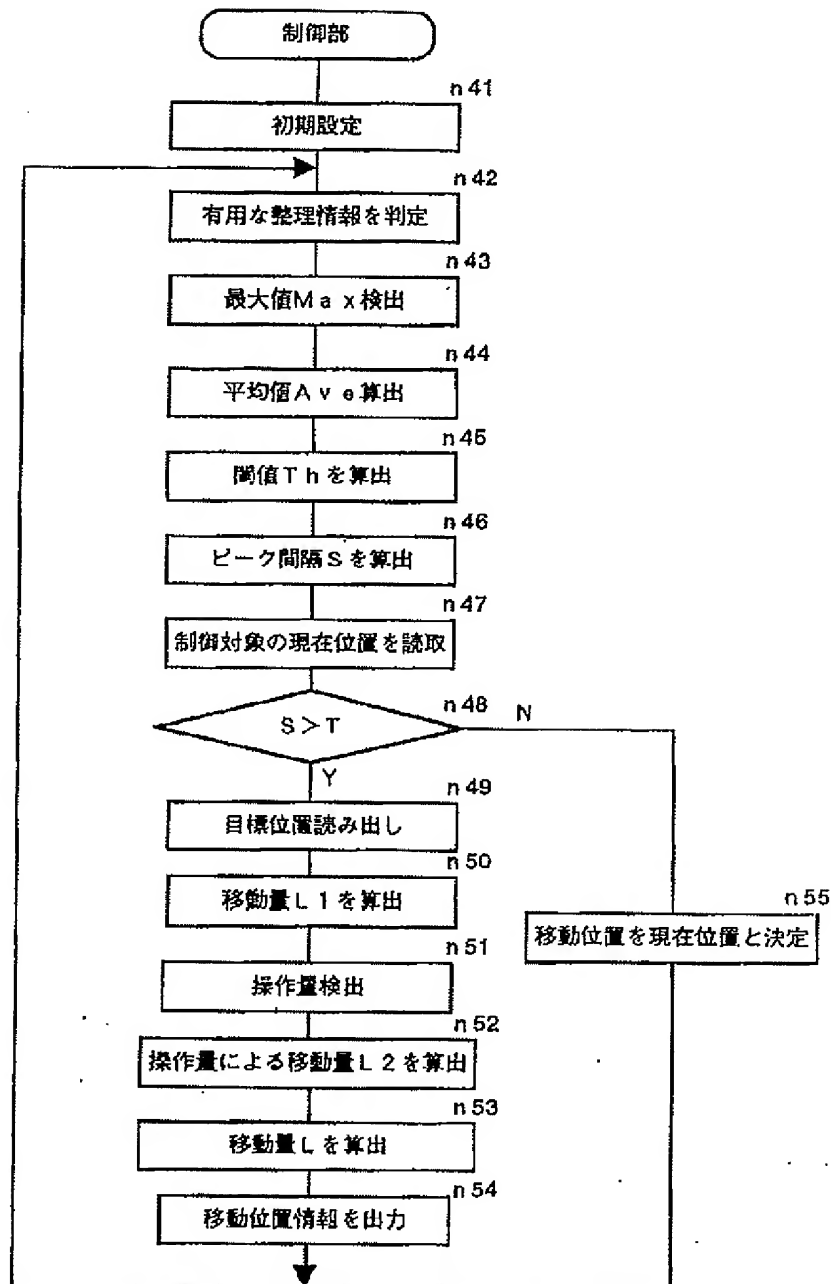 制御部
n41
初期設定
n42
有用な整理情報を判定
n43
最大値Max検出
n44
平均値Ave算出
n45
閾値Thを算出
n46
ピーク間隔Sを算出
n47
制御対象の現在位置を読取
n48
S>T
N
Y
n49
目標位置読み出し
n50
移動量L1を算出
n51
操作量検出
n52
操作量による移動量L2を算出
n53
移動量Lを算出
n54
移動位置情報を出力
n55
移動位置を現在位置と決定